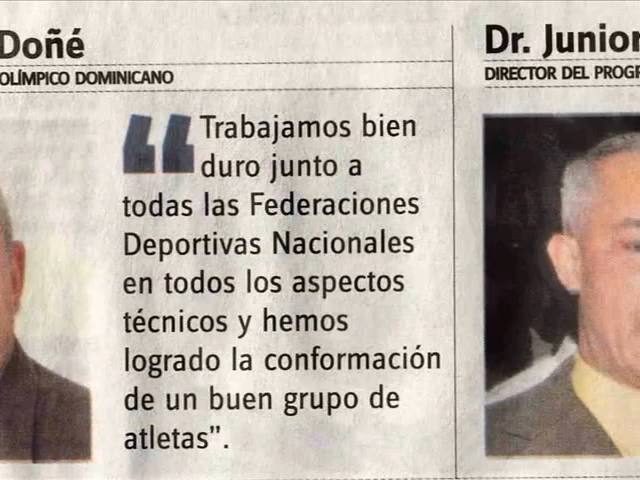 Doñé
OLÍMPICO DOMINICANO
Trabajamos bien
duro junto a
todas las Federaciones
Deportivas Nacionales
en todos los aspectos
técnicos y hemos
logrado la conformación
de un buen grupo de
atletas".
Dr. Junior
DIRECTOR DEL PROGR